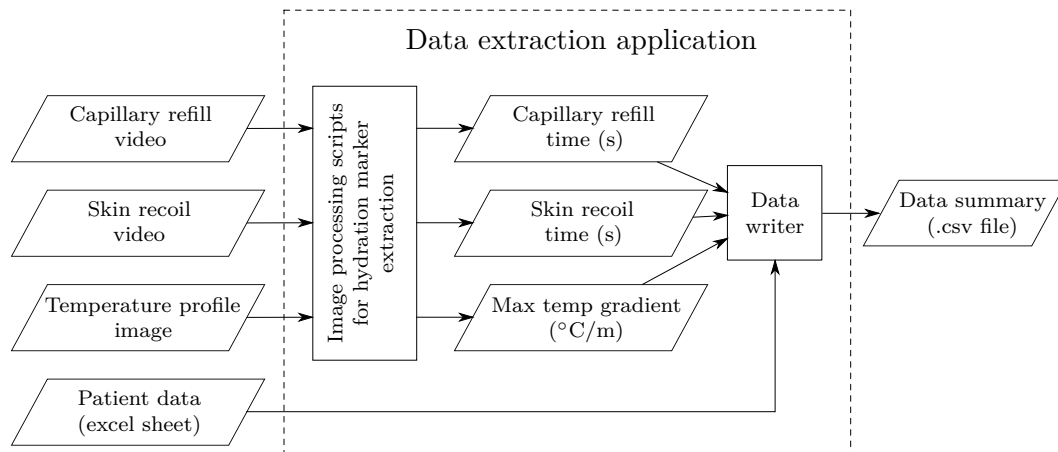 Data extraction application
Capillary refill
video
Skin recoil
video
Temperature profile
image
Patient data
(excel sheet)
Image processing scripts
for hydration marker
extraction
Capillary refill
time (s)
Skin recoil
time (s)
Max temp gradient
(°C/m)
Data
writer
Data summary
(.csv file)